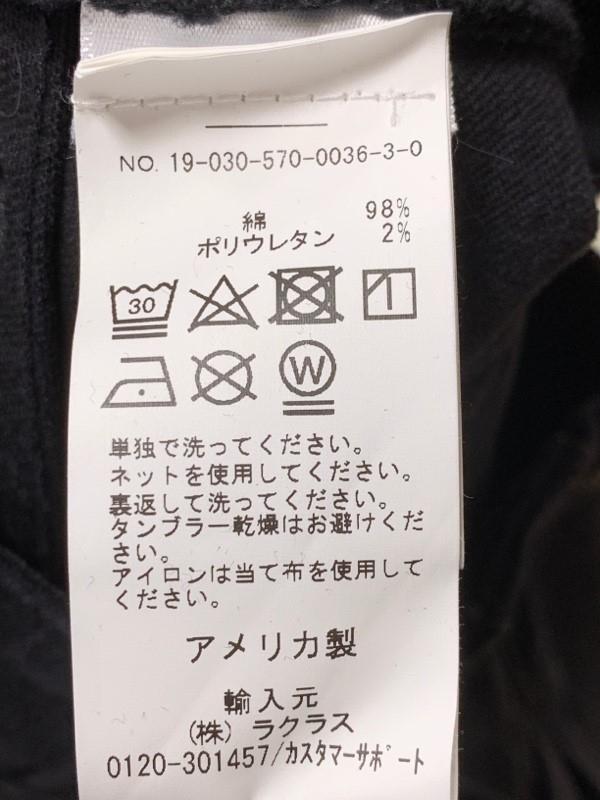 NO. 19-030-570-0036-3-0
綿 98%
ポリウレタン 2%
30
W
単独で洗ってください。
ネットを使用してください。
裏返して洗ってください。
タンブラー乾燥はお避けくだ
さい。
アイロンは当て布を使用して
ください。
アメリカ製
輸入元
(株) ラクラス
0120-301457/カスタマーサポート